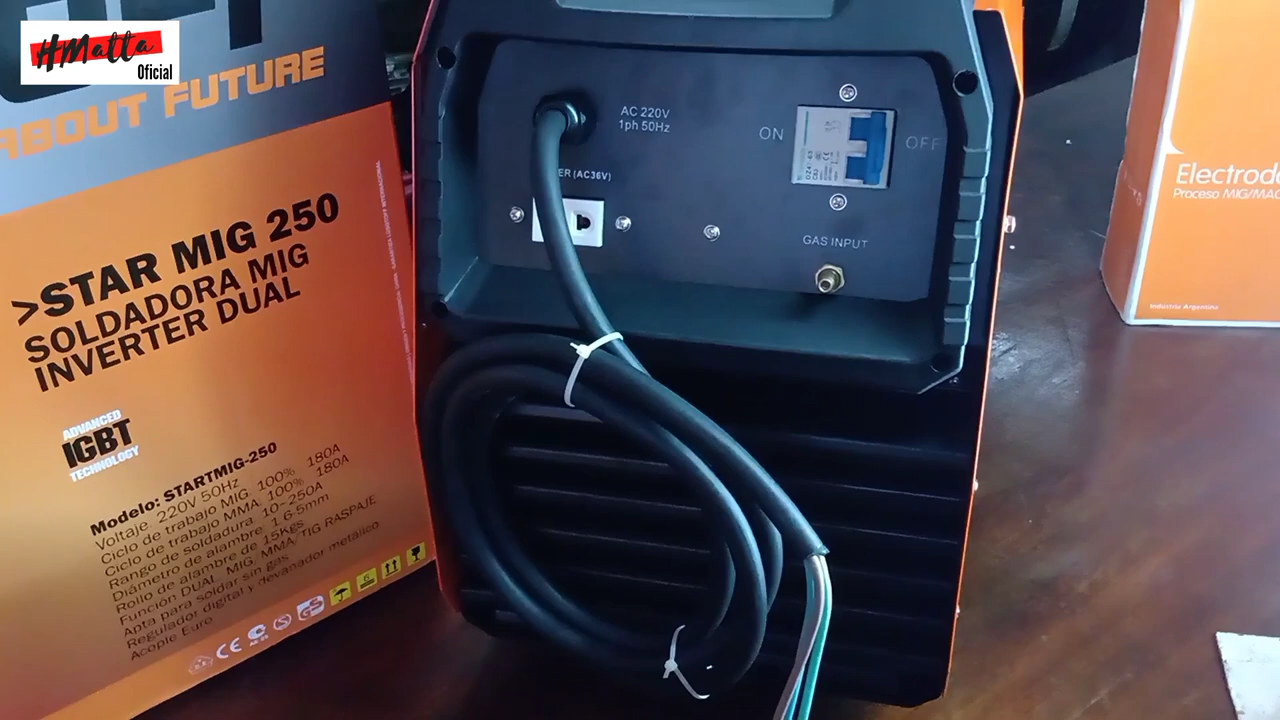 HMatta
Oficial
ABOUT FUTURE
>STAR MIG 250
SOLDADORA MIG
INVERTER DUAL
ADVANCED
IGBT
TECHNOLOGY
Modelo: STARTMIG-250
Voltaje 220V 50Hz
Ciclo de trabajo MIG 100% 180A
Ciclo de trabajo MMA 100% 180A
Rango de soldadura 10-250A
Diámetro de alambre 1.6-5mm
Rollo de alambre de 15Kgs
Función DUAL MIG, MMA/TIG RASPAJE
Apta para soldar sin gas
Regulador digital y devanador metálico
Acople Euro
CE
GS
AC 220V
1ph 50Hz
ER (AC36V)
ON
OFF
GAS INPUT
Electrod
Proceso MIG/MAG
Industria Argentina